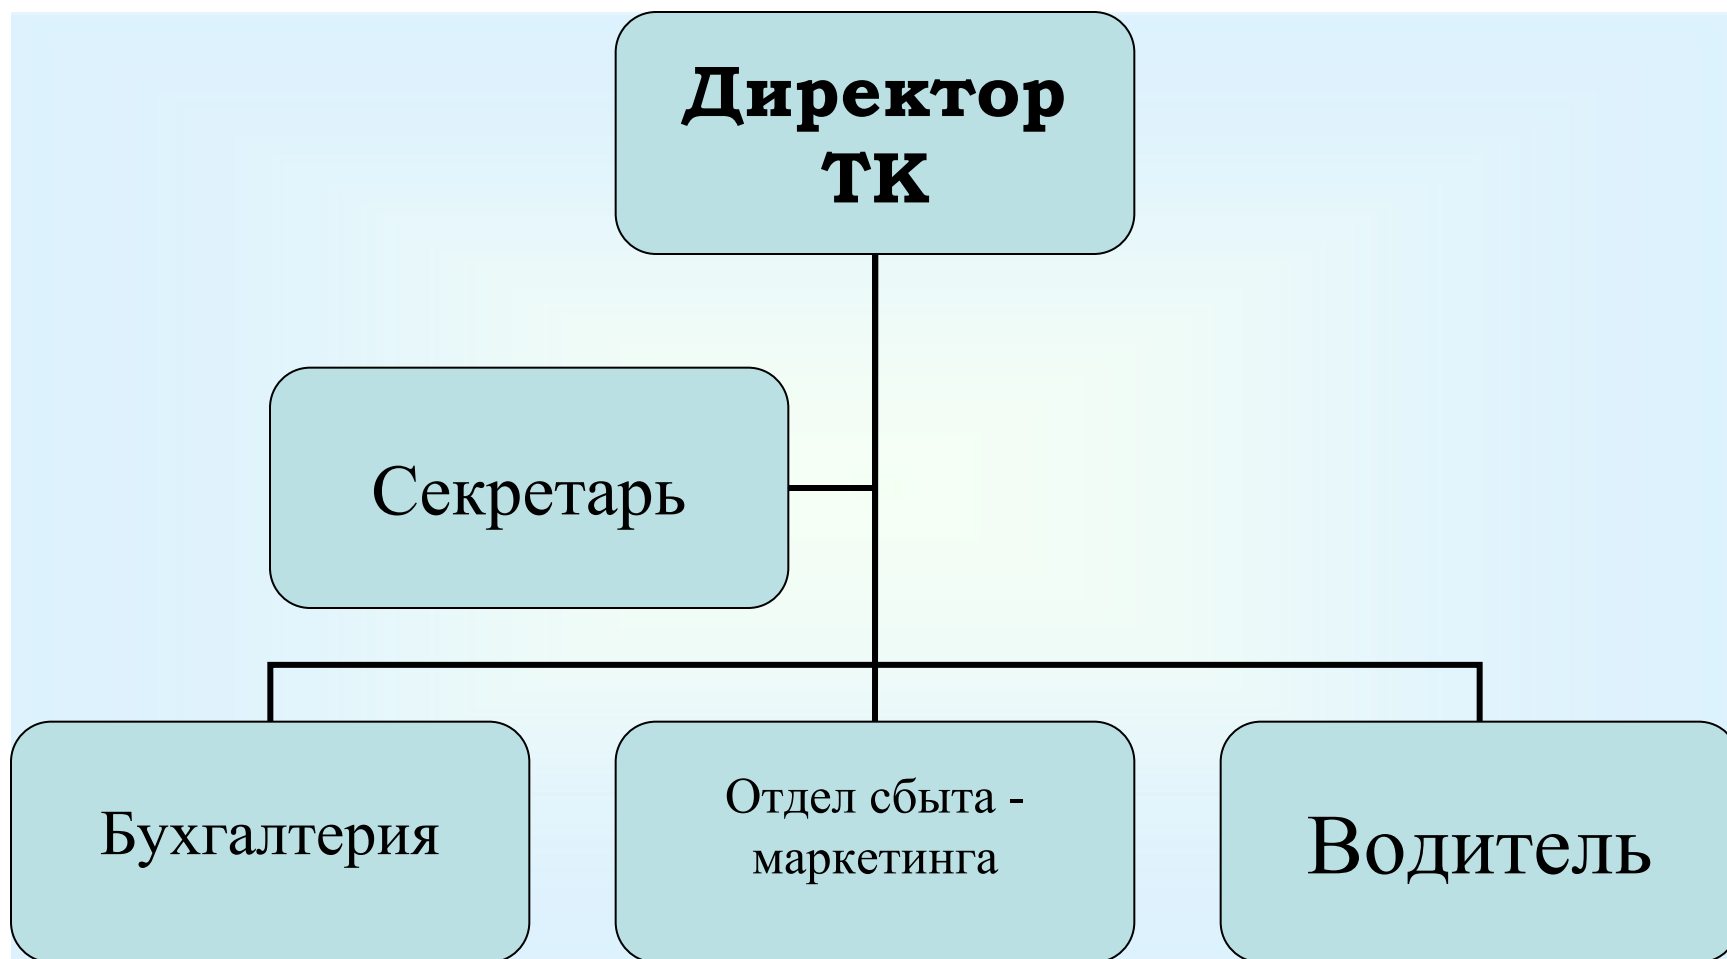 Директор
ТК
Секретарь
Бухгалтерия
Отдел сбыта -
маркетинга
Водитель